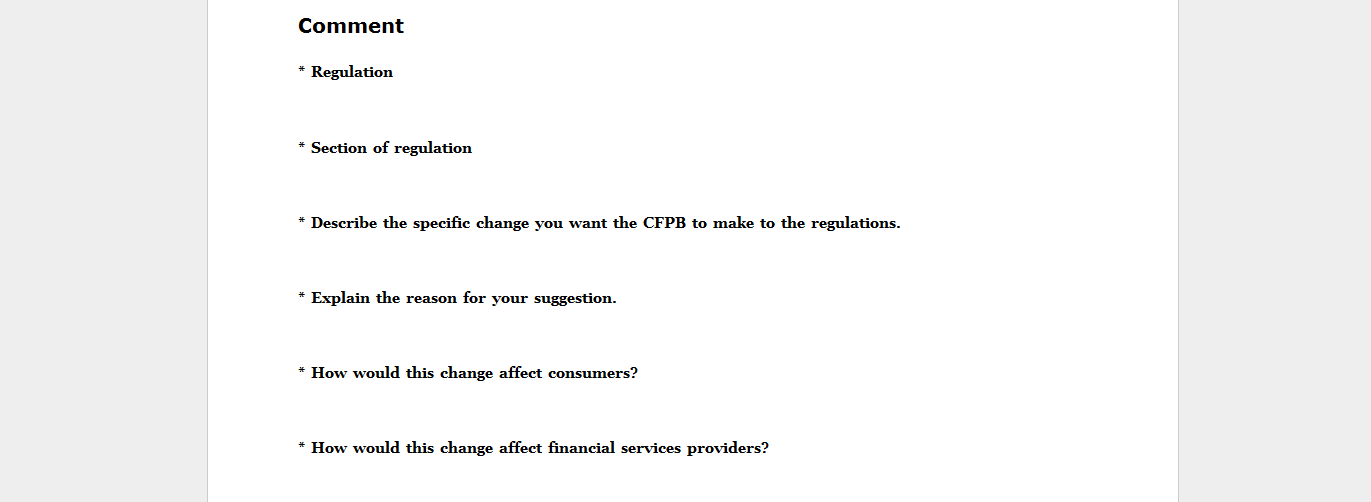 Comment
* Regulation
* Section of regulation
* Describe the specific change you want the CFPB to make to the regulations.
* Explain the reason for your suggestion.
* How would this change affect consumers?
* How would this change affect financial services providers?